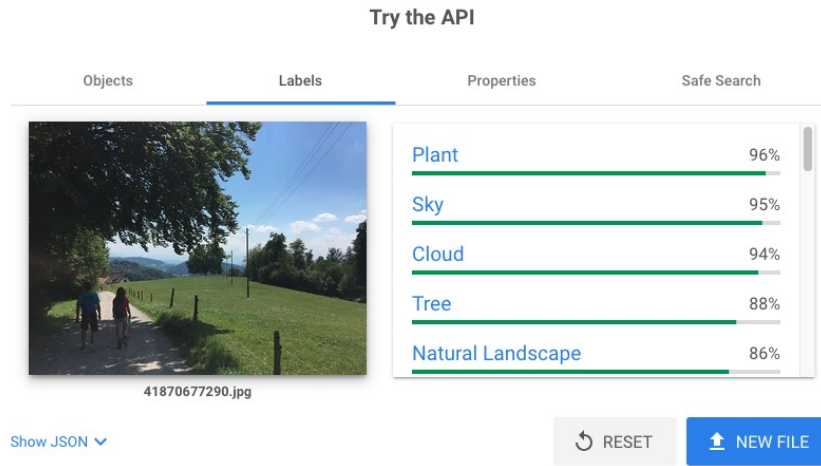 Try the API
Objects Labels Properties Safe Search
Plant 96%
Sky 95%
Cloud 94%
Tree 88%
Natural Landscape 86%
41870677290.jpg
Show JSON RESET NEW FILE